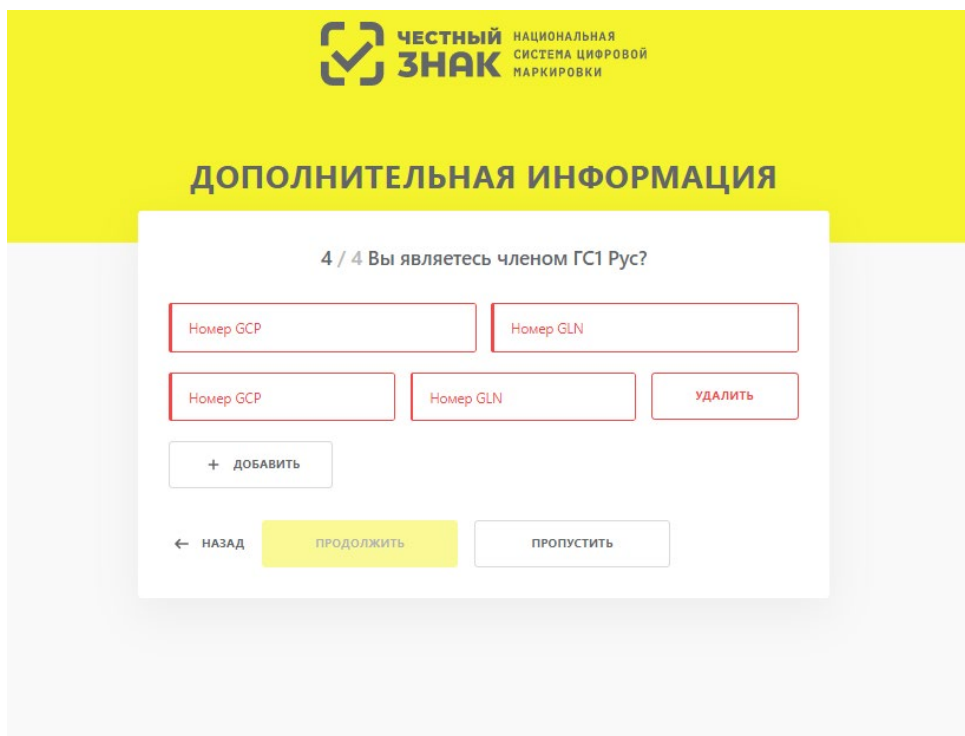 ЧЕСТНЫЙ
ЗНАК
НАЦИОНАЛЬНАЯ
СИСТЕМА ЦИФРОВОЙ
МАРКИРОВКИ
ДОПОЛНИТЕЛЬНАЯ ИНФОРМАЦИЯ
4 / 4 Вы являетесь членом ГС1 Рус?
Номер GCP Номер GLN
Номер GCP Номер GLN УДАЛИТЬ
+ ДОБАВИТЬ
← НАЗАД ПРОДОЛЖИТЬ ПРОПУСТИТЬ